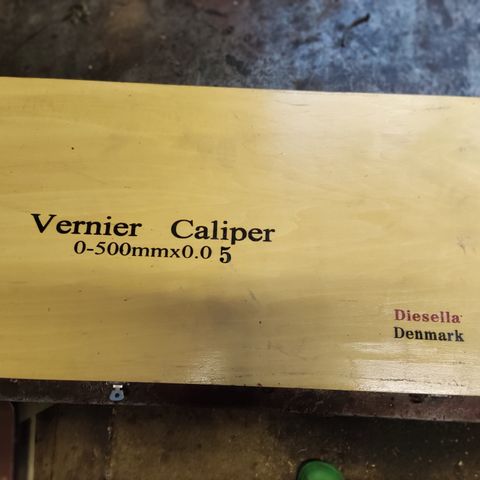 Vernier Caliper
0-500mmx0.0 5
Diesella
Denmark